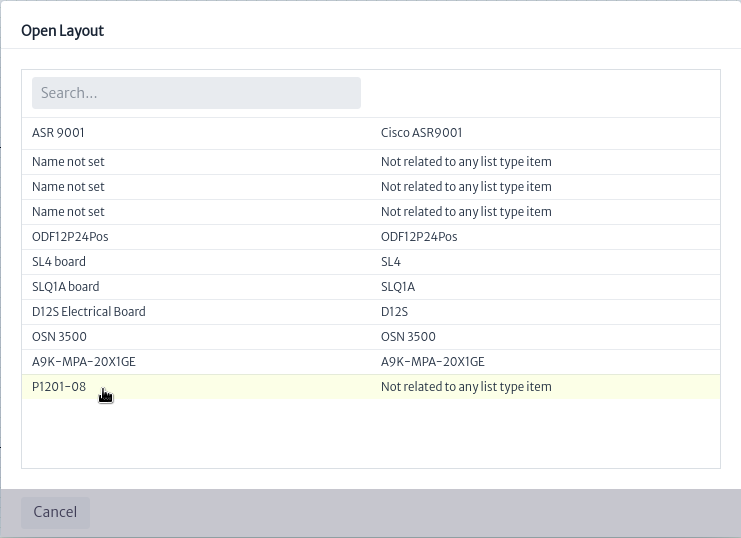 Open Layout
Search...
ASR 9001 Cisco ASR9001
Name not set Not related to any list type item
Name not set Not related to any list type item
Name not set Not related to any list type item
ODF12P24Pos ODF12P24Pos
SL4 board SL4
SLQ1A board SLQ1A
D12S Electrical Board D12S
OSN 3500 OSN 3500
A9K-MPA-20X1GE A9K-MPA-20X1GE
P1201-08 Not related to any list type item
Cancel